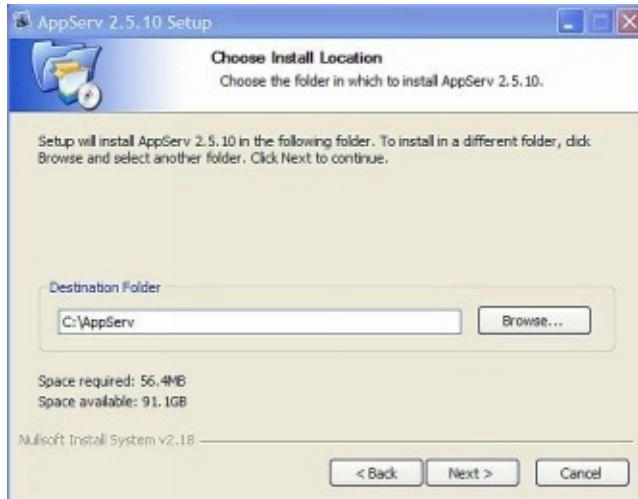 AppServ 2.5.10 Setup
Choose Install Location
Choose the folder in which to install AppServ 2.5.10.
Setup will install AppServ 2.5.10 in the following folder. To install in a different folder, click
Browse and select another folder. Click Next to continue.
Destination Folder
C:\AppServ
Browse...
Space required: 56.4MB
Space available: 91.1GB
Nullsoft Install System v2.18
< Back
Next >
Cancel